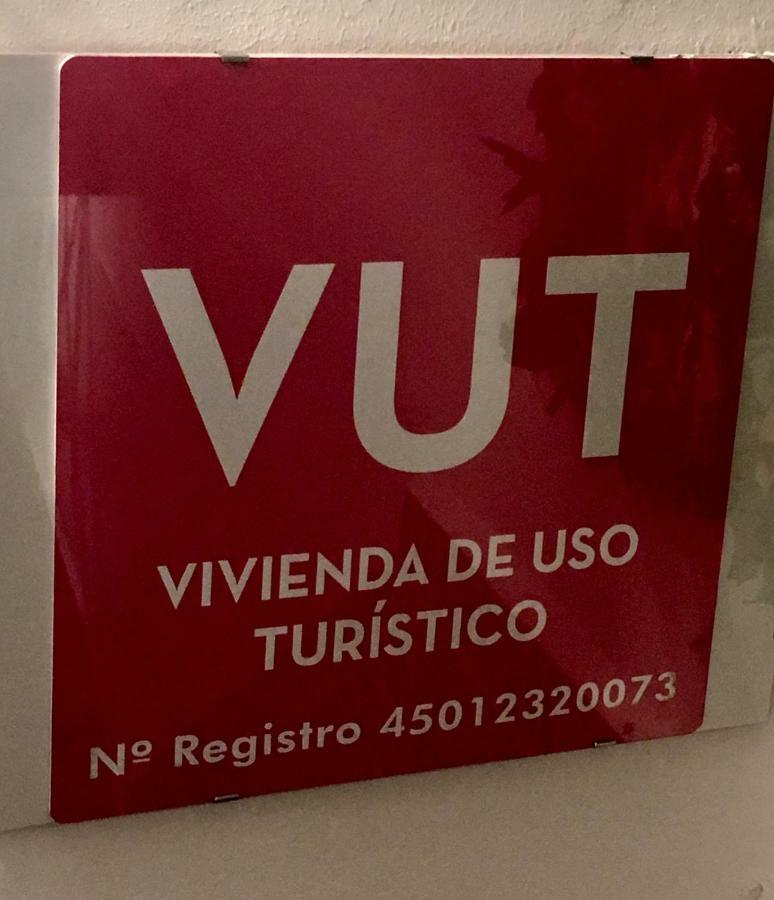 VUT
VIVIENDA DE USO
TURÍSTICO
Nº Registro 45012320073